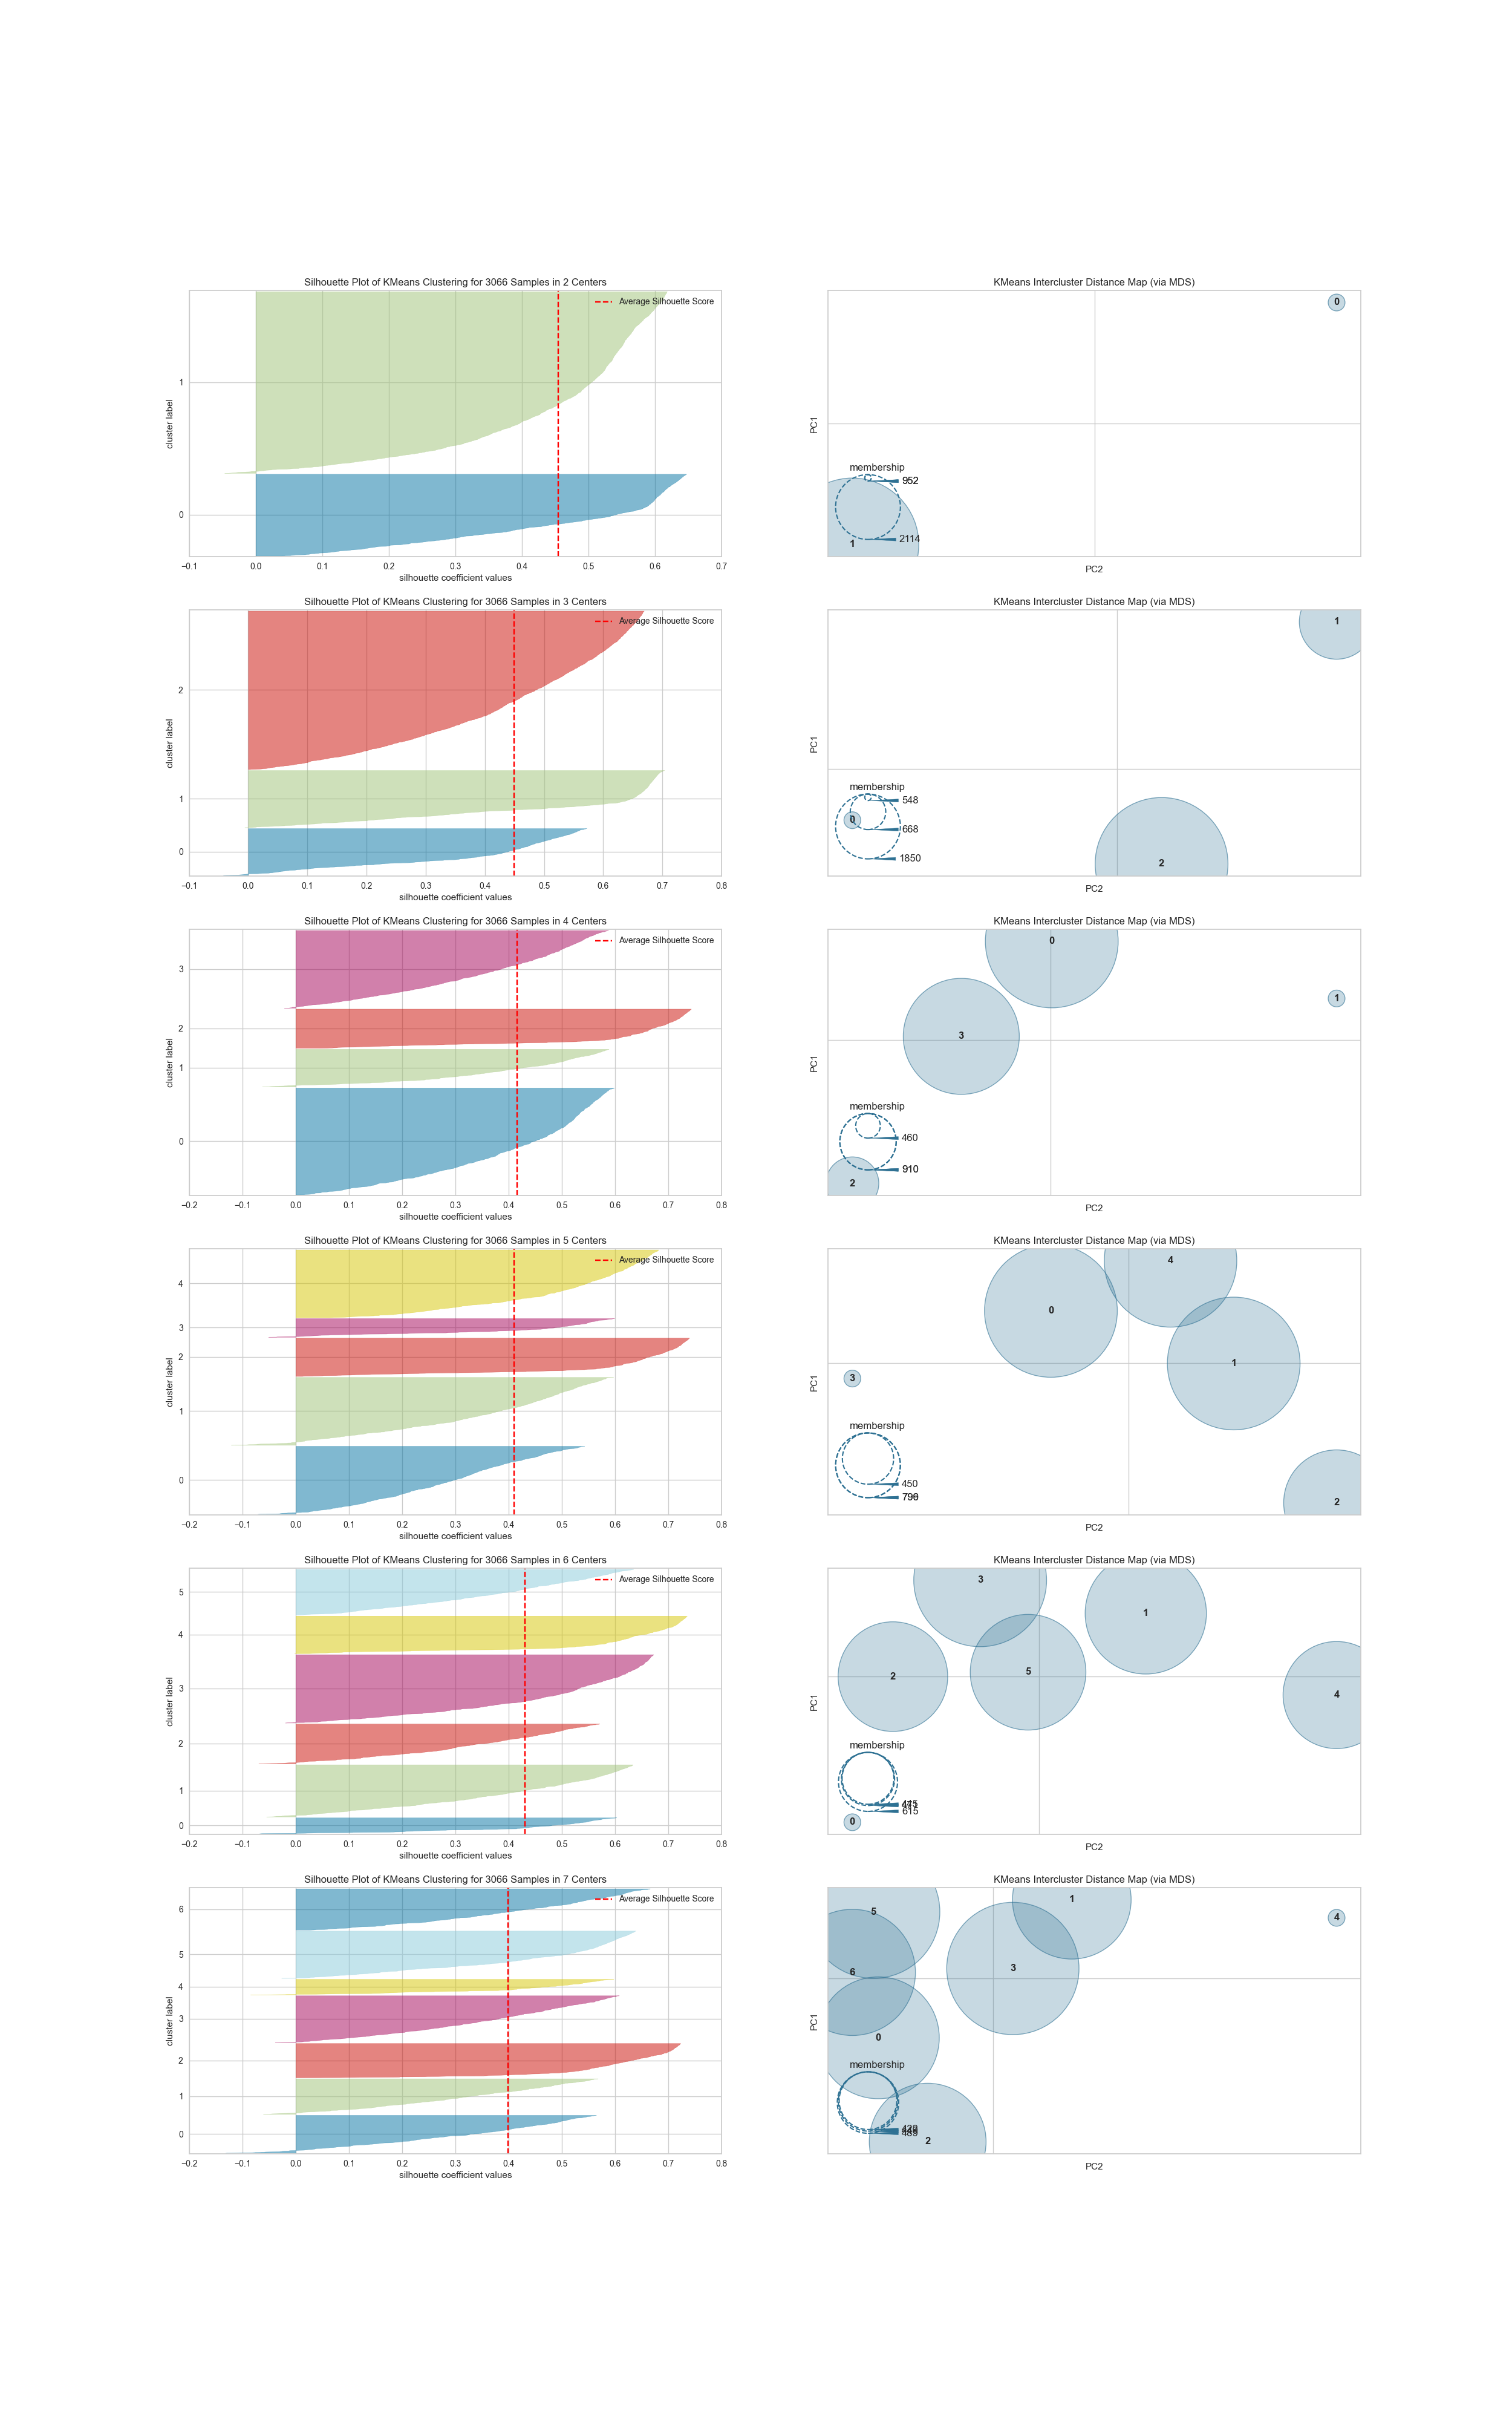 Silhouette Plot of KMeans Clustering for 3066 Samples in 2 Centers
Average Silhouette Score
1
0
cluster label
−0.1 0.0 0.1 0.2 0.3 0.4 0.5 0.6 0.7
silhouette coefficient values
KMeans Intercluster Distance Map (via MDS)
0
PC1
membership
952
2114
1
PC2
Silhouette Plot of KMeans Clustering for 3066 Samples in 3 Centers
Average Silhouette Score
2
1
0
cluster label
−0.1 0.0 0.1 0.2 0.3 0.4 0.5 0.6 0.7 0.8
silhouette coefficient values
KMeans Intercluster Distance Map (via MDS)
1
PC1
membership
548
0
668
1850
2
PC2
Silhouette Plot of KMeans Clustering for 3066 Samples in 4 Centers
Average Silhouette Score
3
2
1
0
cluster label
−0.2 −0.1 0.0 0.1 0.2 0.3 0.4 0.5 0.6 0.7 0.8
silhouette coefficient values
KMeans Intercluster Distance Map (via MDS)
0
1
3
PC1
membership
460
910
2
PC2
Silhouette Plot of KMeans Clustering for 3066 Samples in 5 Centers
Average Silhouette Score
4
3
2
1
0
cluster label
−0.2 −0.1 0.0 0.1 0.2 0.3 0.4 0.5 0.6 0.7 0.8
silhouette coefficient values
KMeans Intercluster Distance Map (via MDS)
4
0
1
3
PC1
membership
450
2
PC2
Silhouette Plot of KMeans Clustering for 3066 Samples in 6 Centers
Average Silhouette Score
5
4
3
2
1
0
cluster label
−0.2 −0.1 0.0 0.1 0.2 0.3 0.4 0.5 0.6 0.7 0.8
silhouette coefficient values
KMeans Intercluster Distance Map (via MDS)
3
1
5
2
4
PC1
membership
615
0
PC2
Silhouette Plot of KMeans Clustering for 3066 Samples in 7 Centers
Average Silhouette Score
6
5
4
3
2
1
0
cluster label
−0.2 −0.1 0.0 0.1 0.2 0.3 0.4 0.5 0.6 0.7 0.8
silhouette coefficient values
KMeans Intercluster Distance Map (via MDS)
1
5
4
3
6
0
PC1
membership
2
PC2